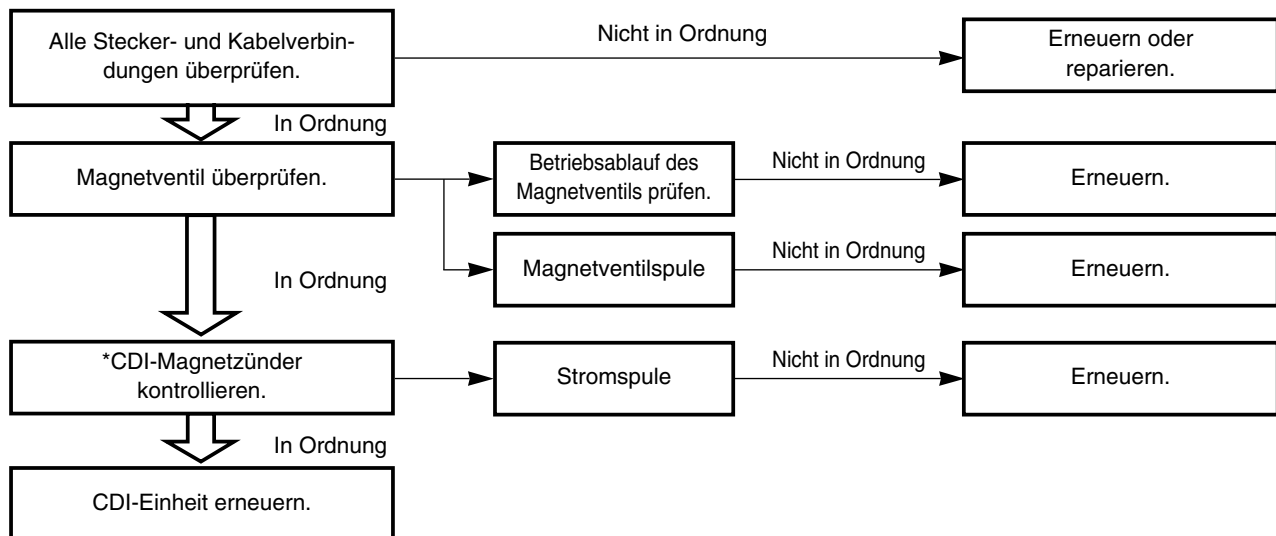 Alle Stecker- und Kabelverbin-
dungen überprüfen.
Nicht in Ordnung
Erneuern oder
reparieren.
In Ordnung
Magnetventil überprüfen.
Betriebsablauf des
Magnetventils prüfen.
Nicht in Ordnung
Erneuern.
Magnetventilspule
Nicht in Ordnung
Erneuern.
In Ordnung
*CDI-Magnetzünder
kontrollieren.
Stromspule
Nicht in Ordnung
Erneuern.
In Ordnung
CDI-Einheit erneuern.